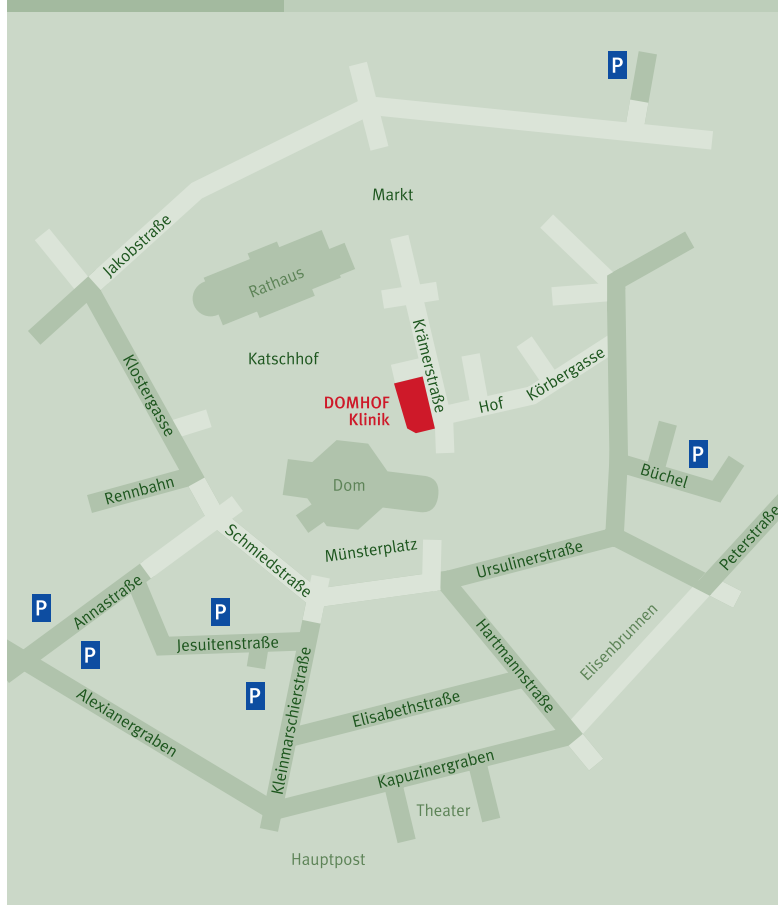 P
Markt
Jakobstraße
Rathaus
Krämerstraße
Katschhof
Klostergasse
Körbergasse
DOMHOF
Klinik
Hof
P
Büchel
Dom
Rennbahn
Peterstraße
Schmiedstraße
Münsterplatz
Ursulinerstraße
Annastraße
P
P
Elisenbrunnen
Jesuitenstraße
P
Hartmannstraße
P
Kleinmarschierstraße
Elisabethstraße
Alexianergraben
Kapuzinergraben
Theater
Hauptpost